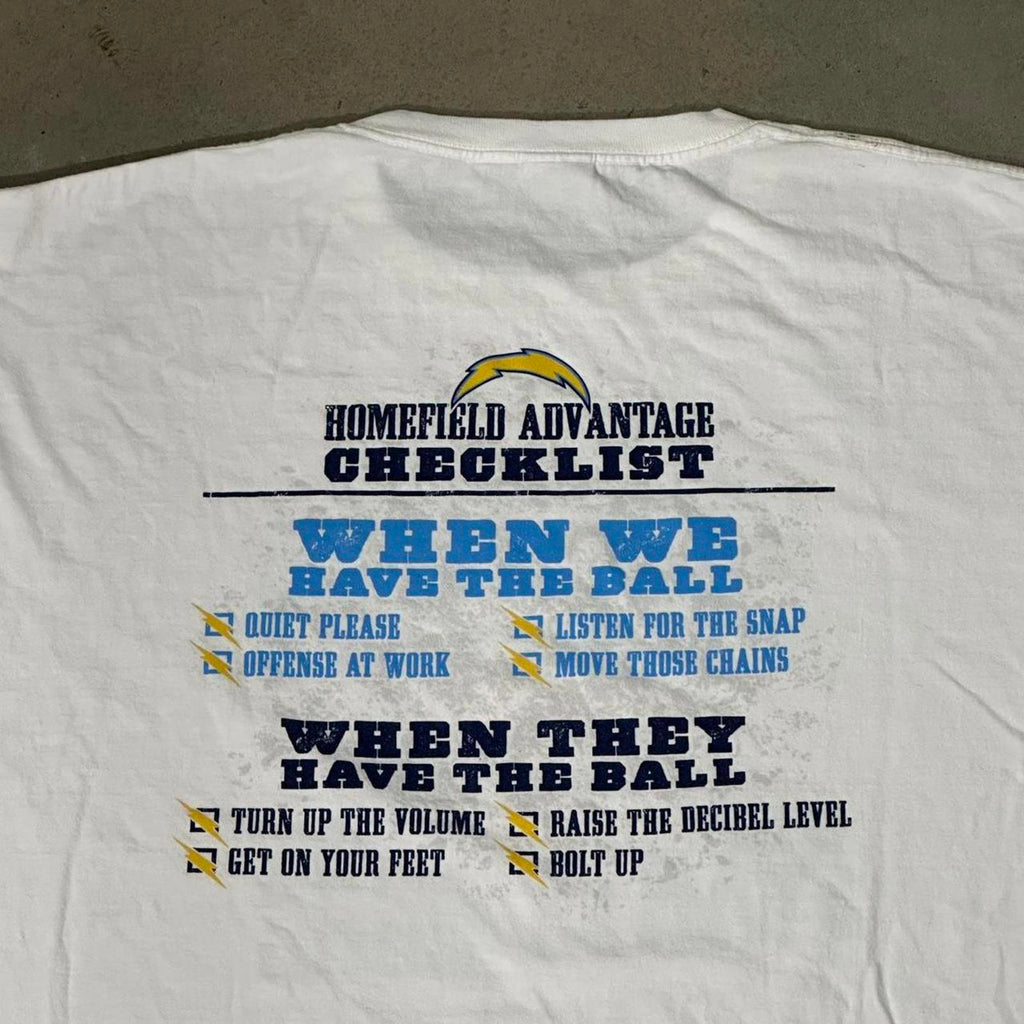 HOMEFIELD ADVANTAGE
CHECKLIST
WHEN WE
HAVE THE BALL
QUIET PLEASE
LISTEN FOR THE SNAP
OFFENSE AT WORK
MOVE THOSE CHAINS
WHEN THEY
HAVE THE BALL
TURN UP THE VOLUME
RAISE THE DECIBEL LEVEL
GET ON YOUR FEET
BOLT UP